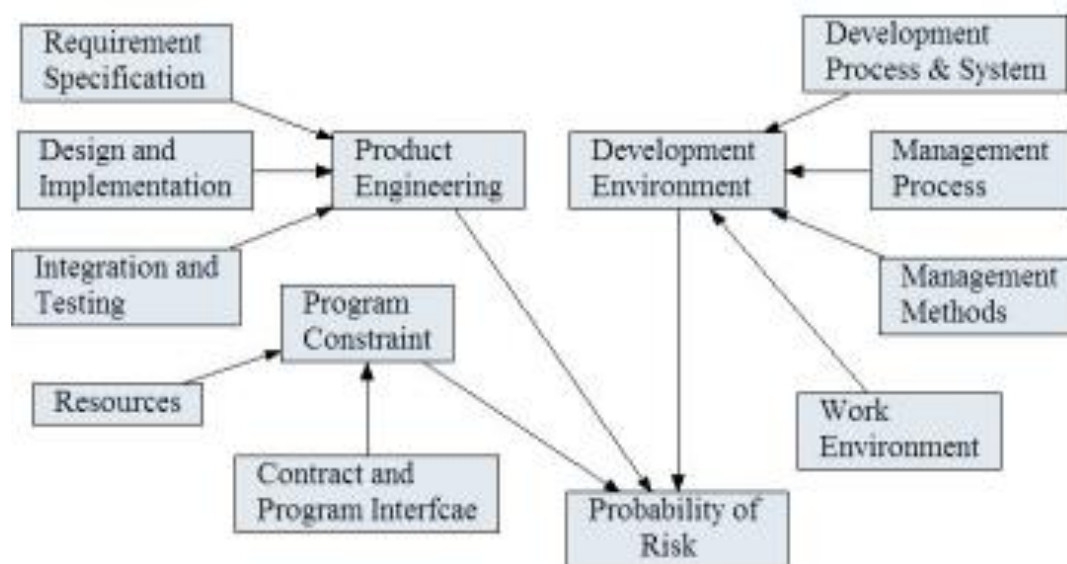 Requirement
Specification
Development
Process & System
Design and
Implementation
Product
Engineering
Development
Environment
Management
Process
Integration and
Testing
Program
Constraint
Management
Methods
Resources
Work
Environment
Contract and
Program Interfcae
Probability of
Risk